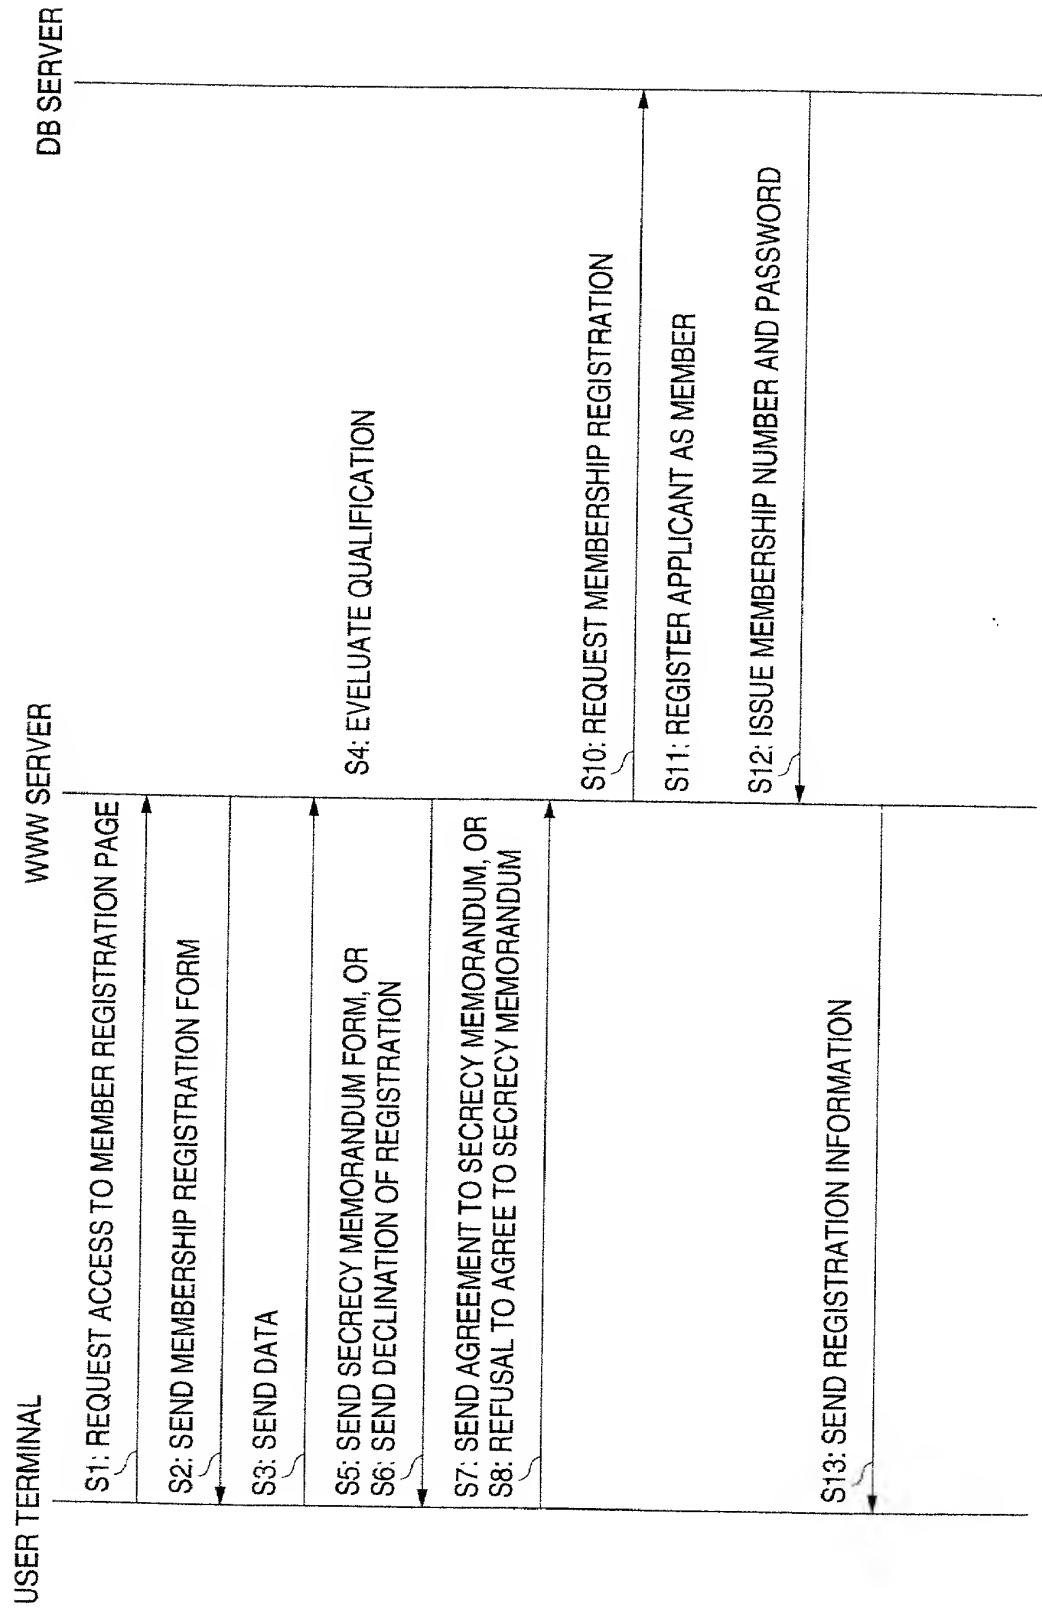 USER TERMINAL
WWW SERVER
DB SERVER
S1: REQUEST ACCESS TO MEMBER REGISTRATION PAGE
S2: SEND MEMBERSHIP REGISTRATION FORM
S3: SEND DATA
S4: EVELUATE QUALIFICATION
S5: SEND SECRECY MEMORANDUM FORM, OR
S6: SEND DECLINATION OF REGISTRATION
S7: SEND AGREEMENT TO SECRECY MEMORANDUM, OR
S8: REFUSAL TO AGREE TO SECRECY MEMORANDUM
S10: REQUEST MEMBERSHIP REGISTRATION
S11: REGISTER APPLICANT AS MEMBER
S12: ISSUE MEMBERSHIP NUMBER AND PASSWORD
S13: SEND REGISTRATION INFORMATION